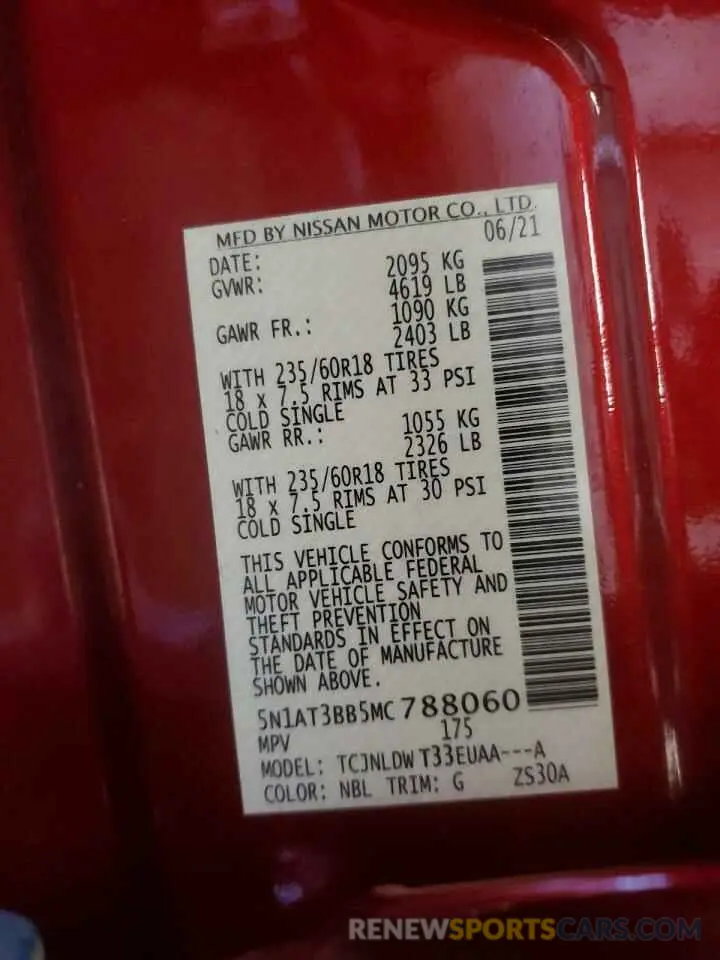 MFD BY NISSAN MOTOR CO., LTD.
DATE: 06/21
GVWR: 2095 KG
4619 LB
GAWR FR.: 1090 KG
2403 LB
WITH 235/60R18 TIRES
18 x 7.5 RIMS AT 33 PSI
COLD SINGLE
GAWR RR.: 1055 KG
2326 LB
WITH 235/60R18 TIRES
18 x 7.5 RIMS AT 30 PSI
COLD SINGLE
THIS VEHICLE CONFORMS TO
ALL APPLICABLE FEDERAL
MOTOR VEHICLE SAFETY AND
THEFT PREVENTION
STANDARDS IN EFFECT ON
THE DATE OF MANUFACTURE
SHOWN ABOVE.
5N1AT3BB5MC 788060
MPV 175
MODEL: TCJNLDW T33EUAA---A
COLOR: NBL TRIM: G ZS30A
RENEWSPORTSCARS.COM